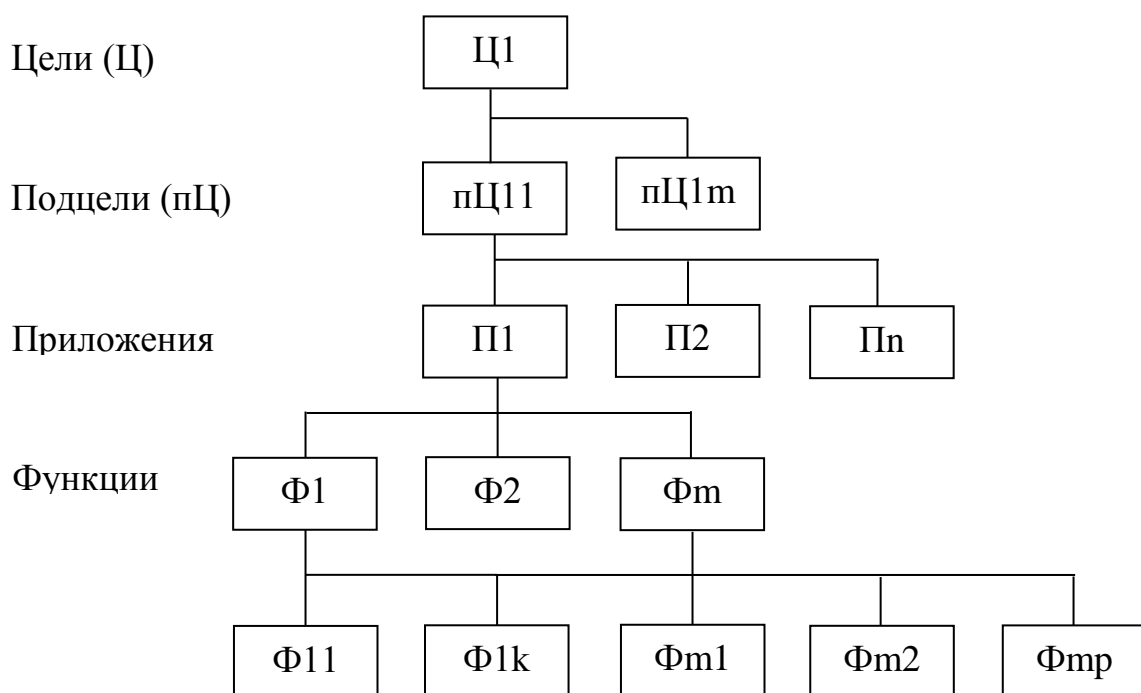 Цели (Ц) Ц1
Подцели (пЦ) пЦ11 пЦ1m
Приложения П1 П2 Пn
Функции Ф1 Ф2 Фm
Ф11 Ф1k Фm1 Фm2 Фmp